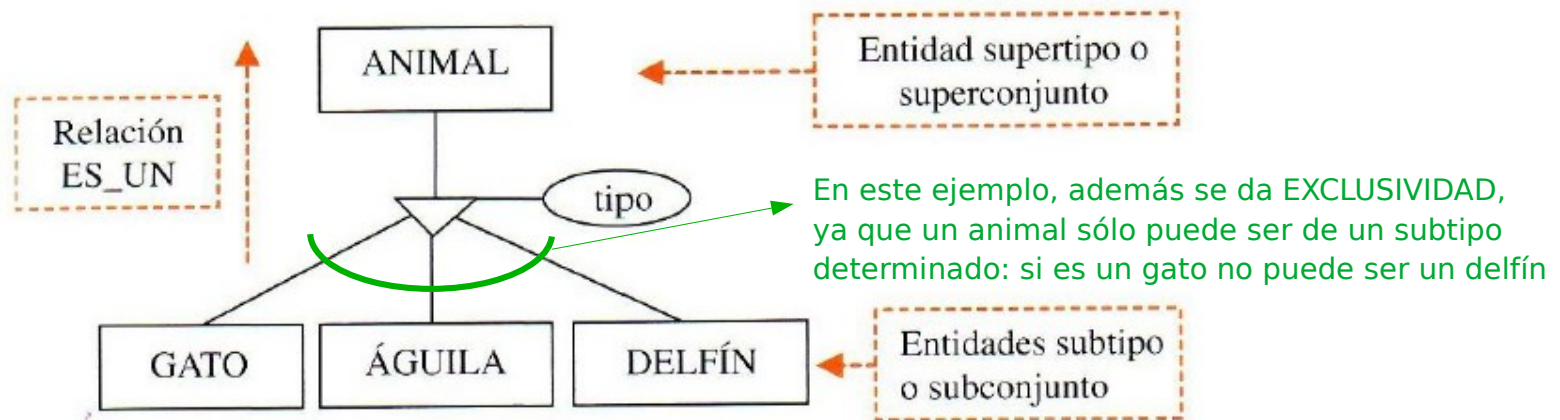 ANIMAL
Entidad supertipo o
superconjunto
Relación
ES_UN
tipo
En este ejemplo, además se da EXCLUSIVIDAD,
ya que un animal sólo puede ser de un subtipo
determinado: si es un gato no puede ser un delfín
GATO
ÁGUILA
DELFÍN
Entidades subtipo
o subconjunto